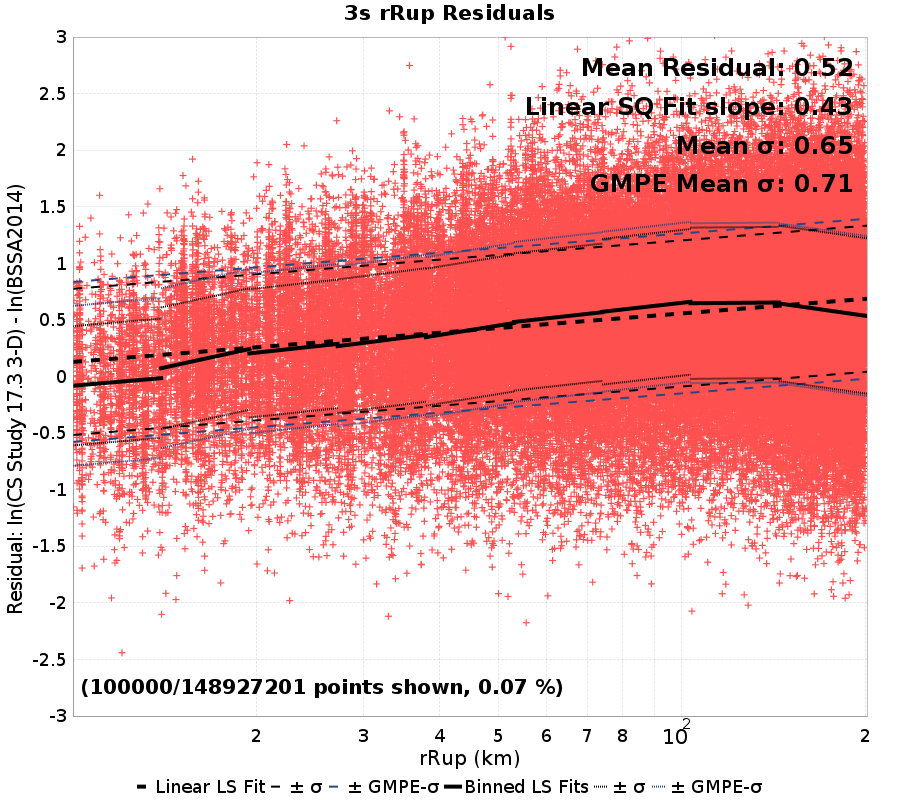 3s rRup Residuals
Mean Residual: 0.52
Linear SQ Fit slope: 0.43
Mean σ: 0.65
GMPE Mean σ: 0.71
Residual: ln(CS Study 17.3 3-D) - ln(BSSA2014)
3
2.5
2
1.5
1
0.5
0
-0.5
-1
-1.5
-2
-2.5
-3
(100000/148927201 points shown, 0.07 %)
2 3 4 5 6 7 8 10² 2
rRup (km)
Linear LS Fit ± σ ± GMPE-σ Binned LS Fits ± σ ± GMPE-σ